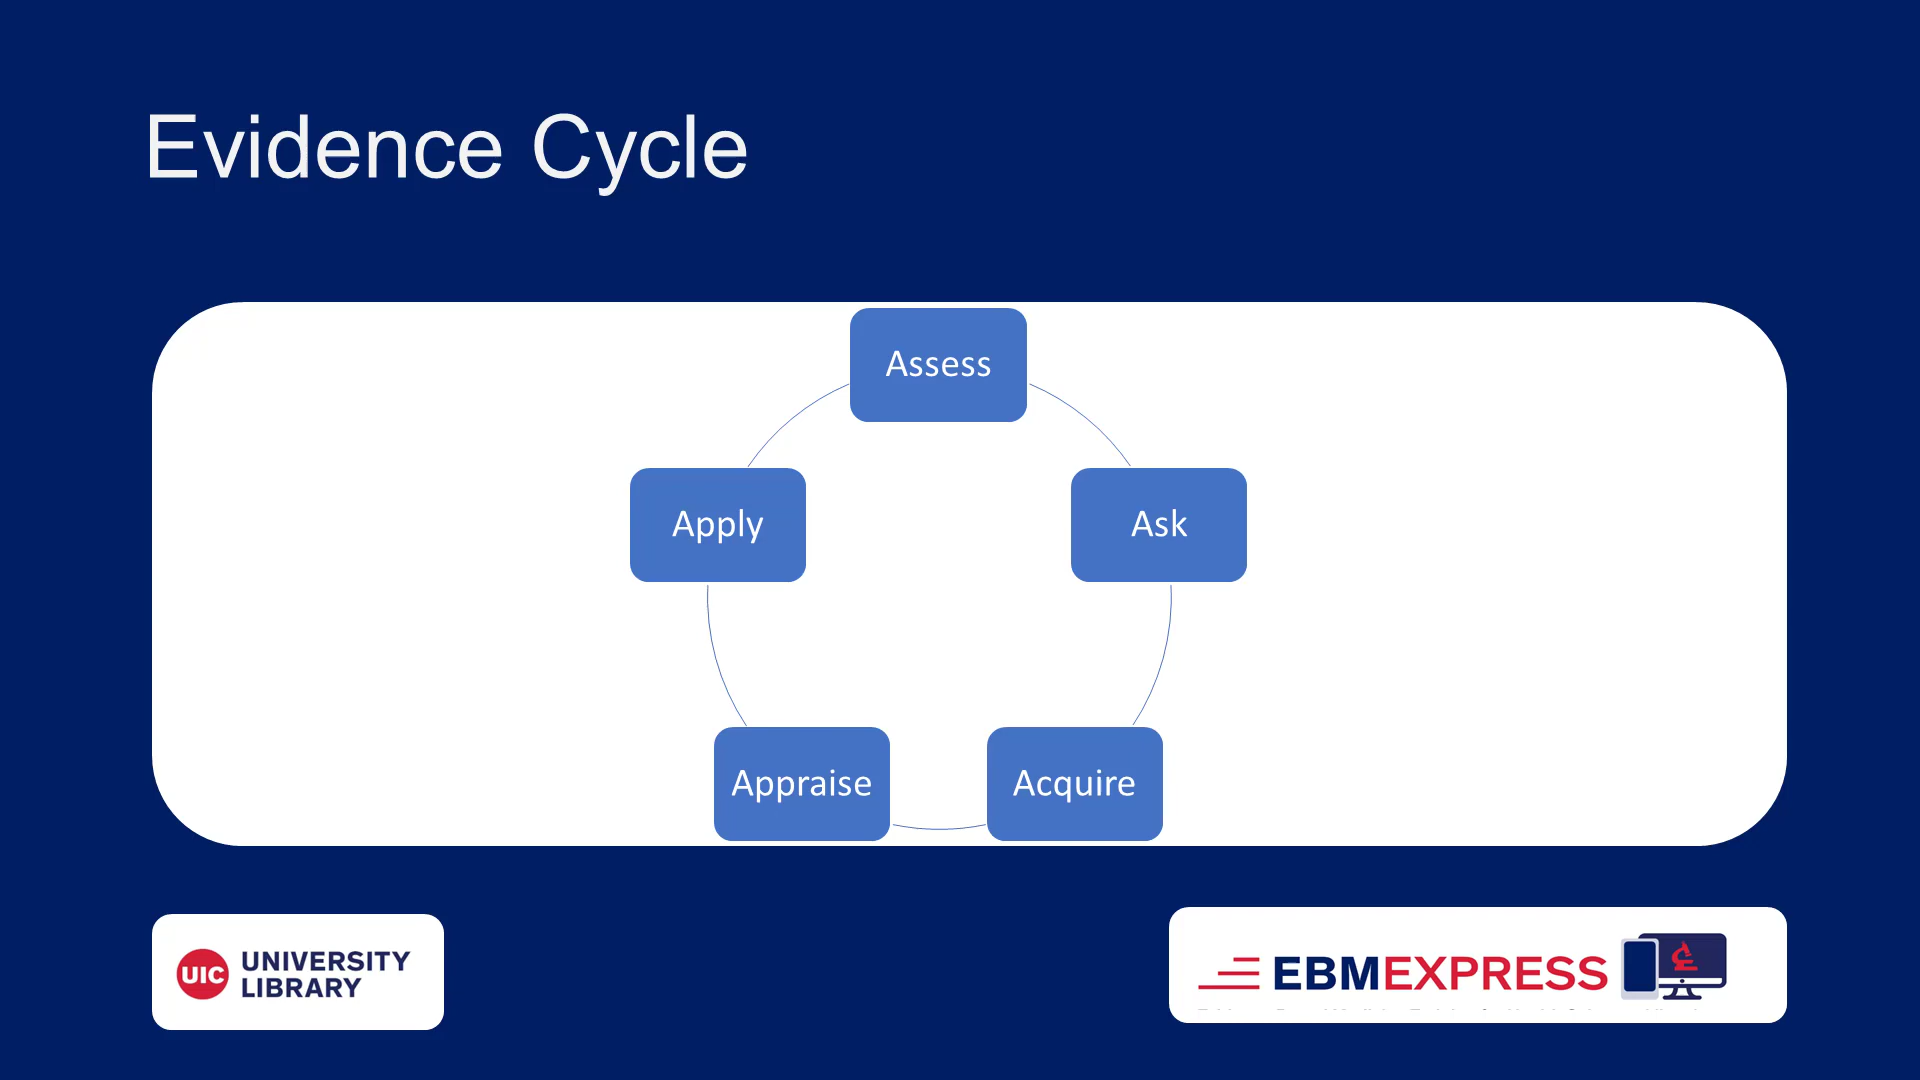 Evidence Cycle
Assess
Apply
Ask
Appraise
Acquire
UIC
UNIVERSITY
LIBRARY
EBMEXPRESS